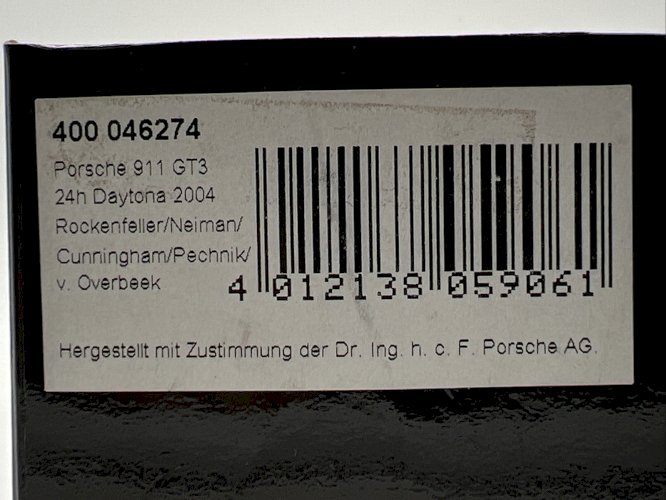 400 046274
Porsche 911 GT3
24h Daytona 2004
Rockenfeller/Neiman/
Cunningham/Pechnik/
v. Overbeek
4 012138 059061
Hergestellt mit Zustimmung der Dr. Ing. h. c. F. Porsche AG.